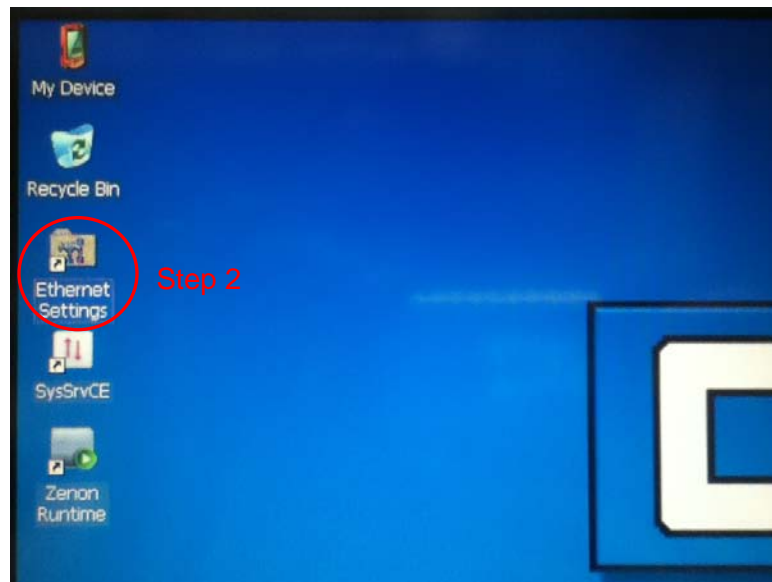 My Device
Recycle Bin
Ethernet
Settings
Step 2
SysSrvCE
Zenon
Runtime